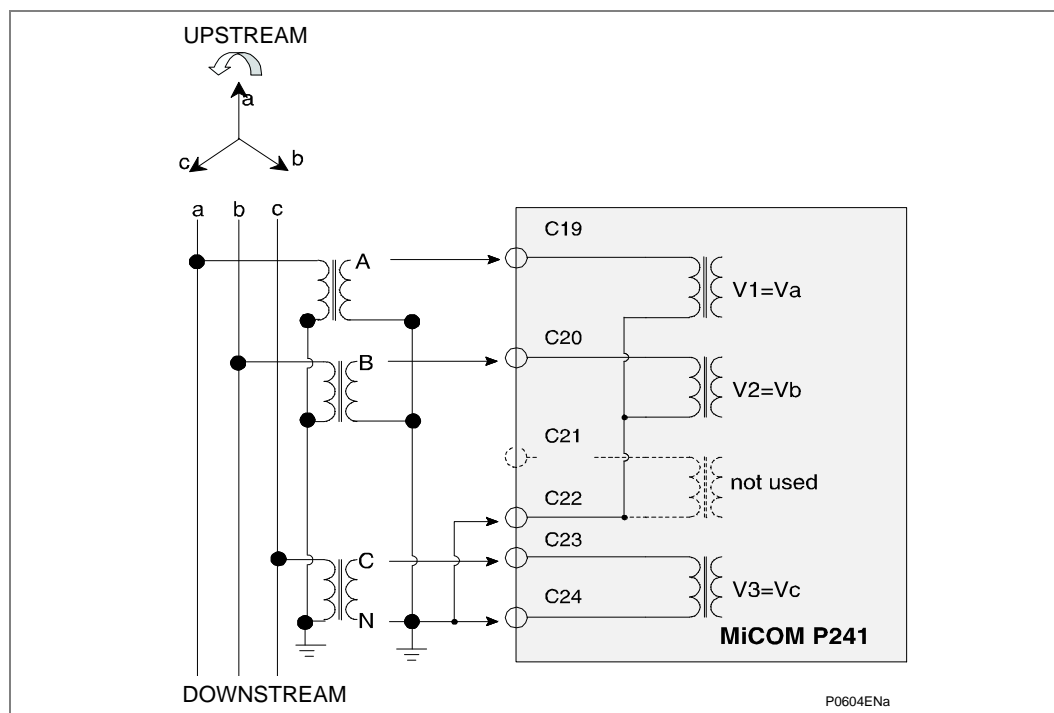 UPSTREAM
a
c
b
a b c
C19
A
V1=Va
C20
B
V2=Vb
C21
not used
C22
C23
C
V3=Vc
C24
N
MiCOM P241
DOWNSTREAM
P0604ENa